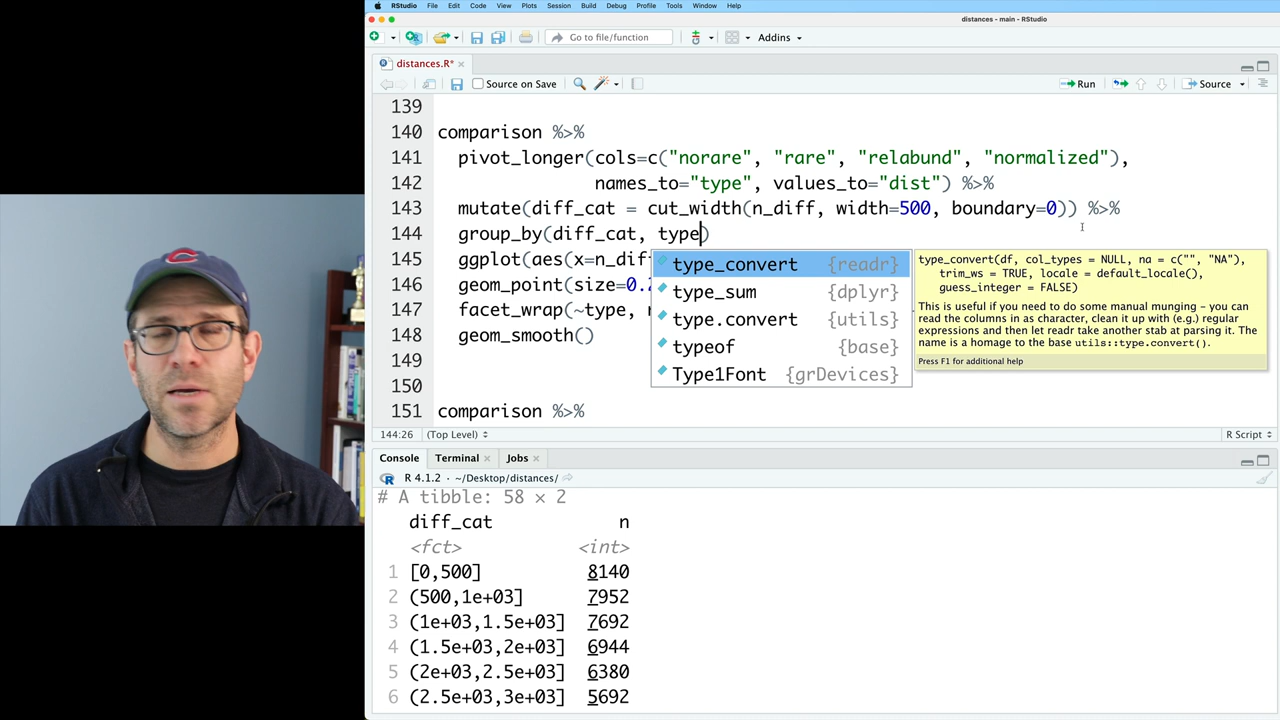 RStudio File Edit Code View Plots Session Build Debug Profile Tools Window Help
distances - main - RStudio
Go to file/function Addins
distances.R*
Source on Save Run Source
139
140 comparison %>%
141 pivot_longer(cols=c("norare", "rare", "relabund", "normalized"),
142 names_to="type", values_to="dist") %>%
143 mutate(diff_cat = cut_width(n_diff, width=500, boundary=0)) %>%
144 group_by(diff_cat, type)
145 ggplot(aes(x=n_dif
146 geom_point(size=0.
147 facet_wrap(~type,
148 geom_smooth()
149
150
151 comparison %>%
type_convert {readr}
type_sum {dplyr}
type.convert {utils}
typeof {base}
Type1Font {grDevices}
type_convert(df, col_types = NULL, na = c("", "NA"),
trim_ws = TRUE, locale = default_locale(),
guess_integer = FALSE)
This is useful if you need to do some manual munging - you can
read the columns in as character, clean it up with (e.g.) regular
expressions and then let readr take another stab at parsing it. The
name is a homage to the base utils::type.convert().
Press F1 for additional help
144:26 (Top Level) R Script
Console Terminal Jobs
R 4.1.2 · ~/Desktop/distances/
# A tibble: 58 × 2
diff_cat n
<fct> <int>
1 [0,500] 8140
2 (500,1e+03] 7952
3 (1e+03,1.5e+03] 7692
4 (1.5e+03,2e+03] 6944
5 (2e+03,2.5e+03] 6380
6 (2.5e+03,3e+03] 5692